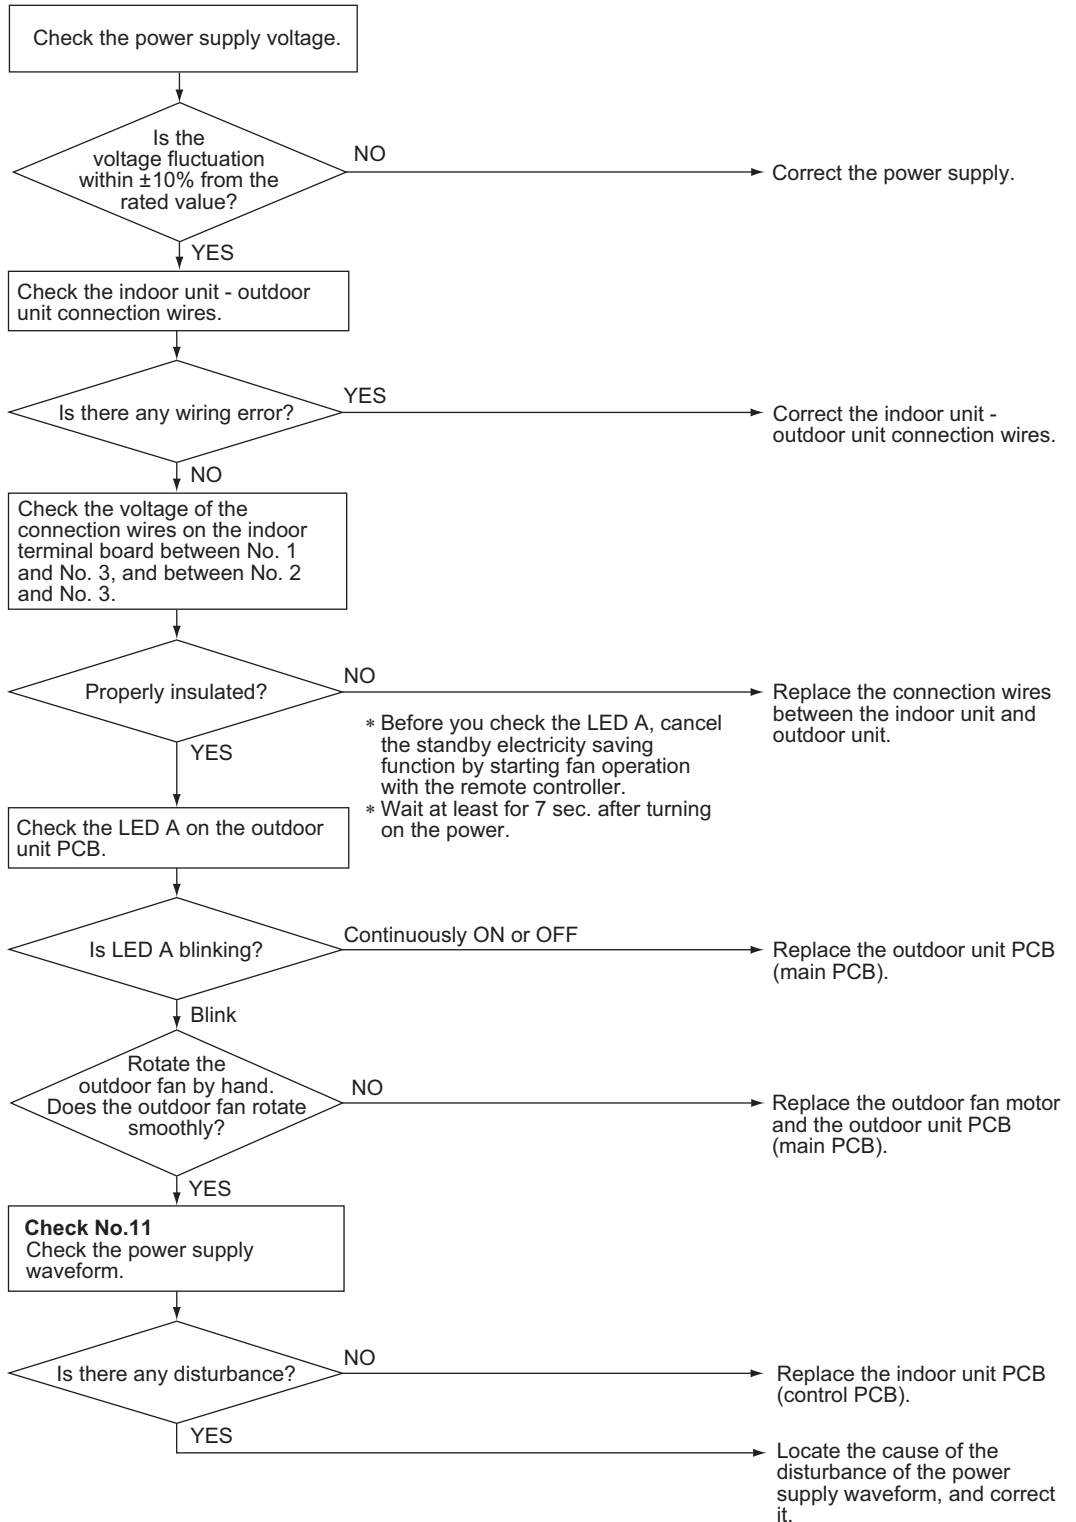 Check the power supply voltage.
Is the
voltage fluctuation
within ±10% from the
rated value?
NO
Correct the power supply.
YES
Check the indoor unit - outdoor
unit connection wires.
Is there any wiring error?
YES
Correct the indoor unit -
outdoor unit connection wires.
NO
Check the voltage of the
connection wires on the indoor
terminal board between No. 1
and No. 3, and between No. 2
and No. 3.
Properly insulated?
NO
Replace the connection wires
between the indoor unit and
outdoor unit.
YES
* Before you check the LED A, cancel
the standby electricity saving
function by starting fan operation
with the remote controller.
* Wait at least for 7 sec. after turning
on the power.
Check the LED A on the outdoor
unit PCB.
Is LED A blinking?
Continuously ON or OFF
Replace the outdoor unit PCB
(main PCB).
Blink
Rotate the
outdoor fan by hand.
Does the outdoor fan rotate
smoothly?
NO
Replace the outdoor fan motor
and the outdoor unit PCB
(main PCB).
YES
Check No.11
Check the power supply
waveform.
Is there any disturbance?
NO
Replace the indoor unit PCB
(control PCB).
YES
Locate the cause of the
disturbance of the power
supply waveform, and correct
it.